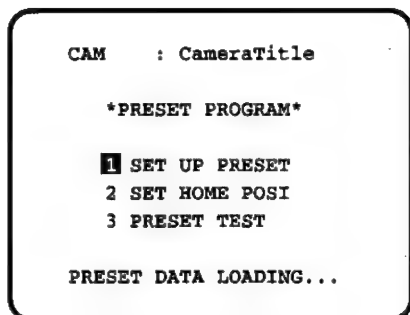 CAM : CameraTitle
*PRESET PROGRAM*
1 SET UP PRESET
2 SET HOME POSI
3 PRESET TEST
PRESET DATA LOADING...